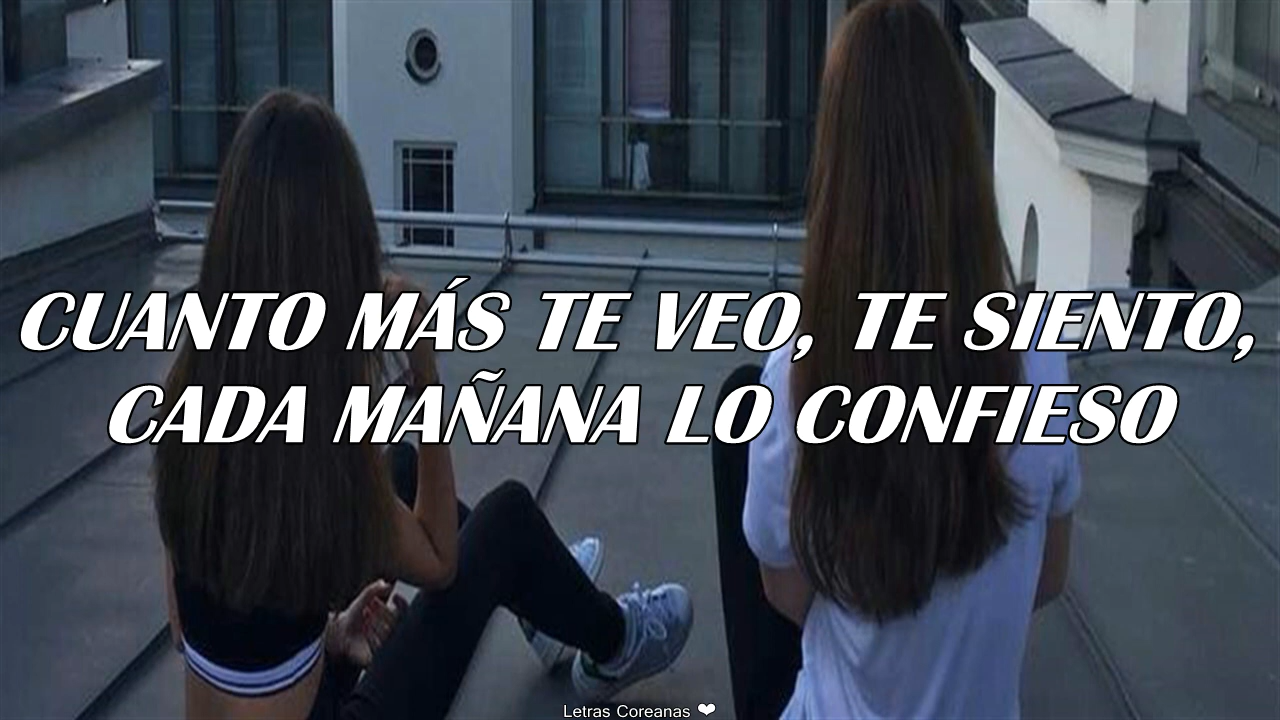 CUANTO MÁS TE VEO, TE SIENTO,
CADA MAÑANA LO CONFIESO
Letras Coreanas ❤